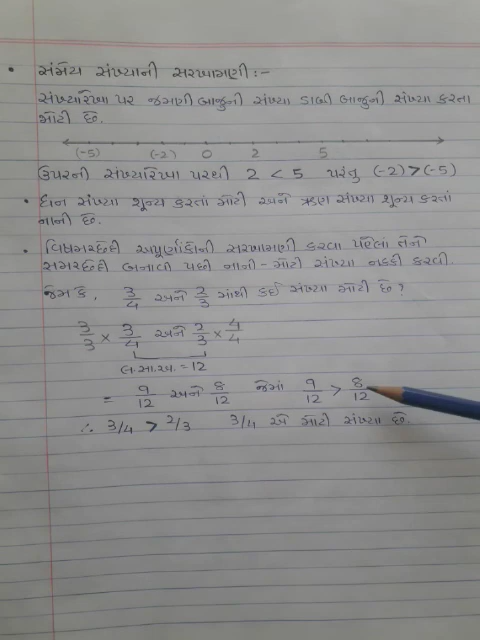 • સંમેય સંખ્યાની સરખામણી :-
સંખ્યારેખા પર જમણી બાજુની સંખ્યા ડાબી બાજુની સંખ્યા કરતા
મોટી છે.
(-5) (-2) 0 2 5
ઉપરની સંખ્યારેખા પરથી 2 < 5 પરંતુ (-2) > (-5)
• ધન સંખ્યા શૂન્ય કરતાં મોટી અને ઋણ સંખ્યા શૂન્ય કરતાં
નાની છે.
• વિષમચ્છેદી અપૂર્ણાંકોની સરખામણી કરવા પહેલાં તેને
સમચ્છેદી બનાવી પછી નાની - મોટી સંખ્યા નક્કી કરવી.
જેમ કે, 3/4 અને 2/3 માંથી કઈ સંખ્યા મોટી છે?
3/3 × 3/4 અને 2/3 × 4/4
લ.સા.અ. = 12
= 9/12 અને 8/12 જેમાં 9/12 > 8/12
∴ 3/4 > 2/3 3/4 એ મોટી સંખ્યા છે.